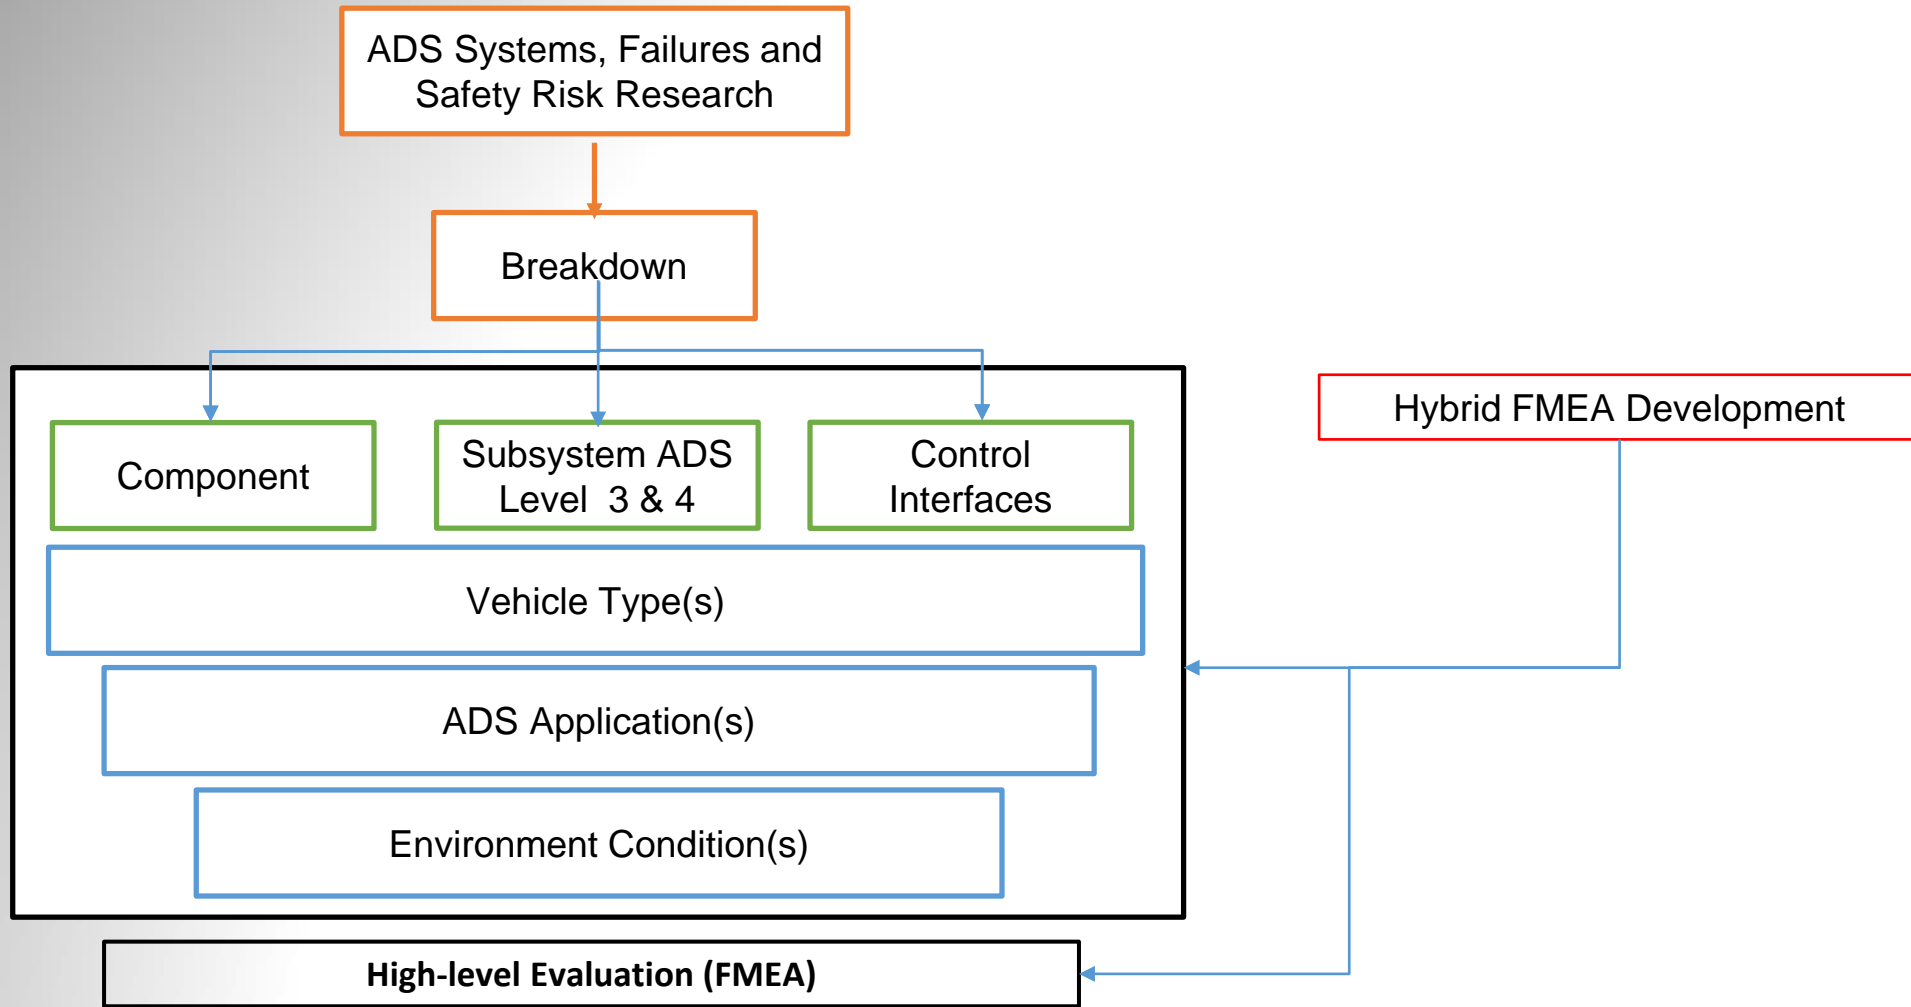 ADS Systems, Failures and
Safety Risk Research
Breakdown
Component
Subsystem ADS
Level 3 & 4
Control
Interfaces
Hybrid FMEA Development
Vehicle Type(s)
ADS Application(s)
Environment Condition(s)
High-level Evaluation (FMEA)